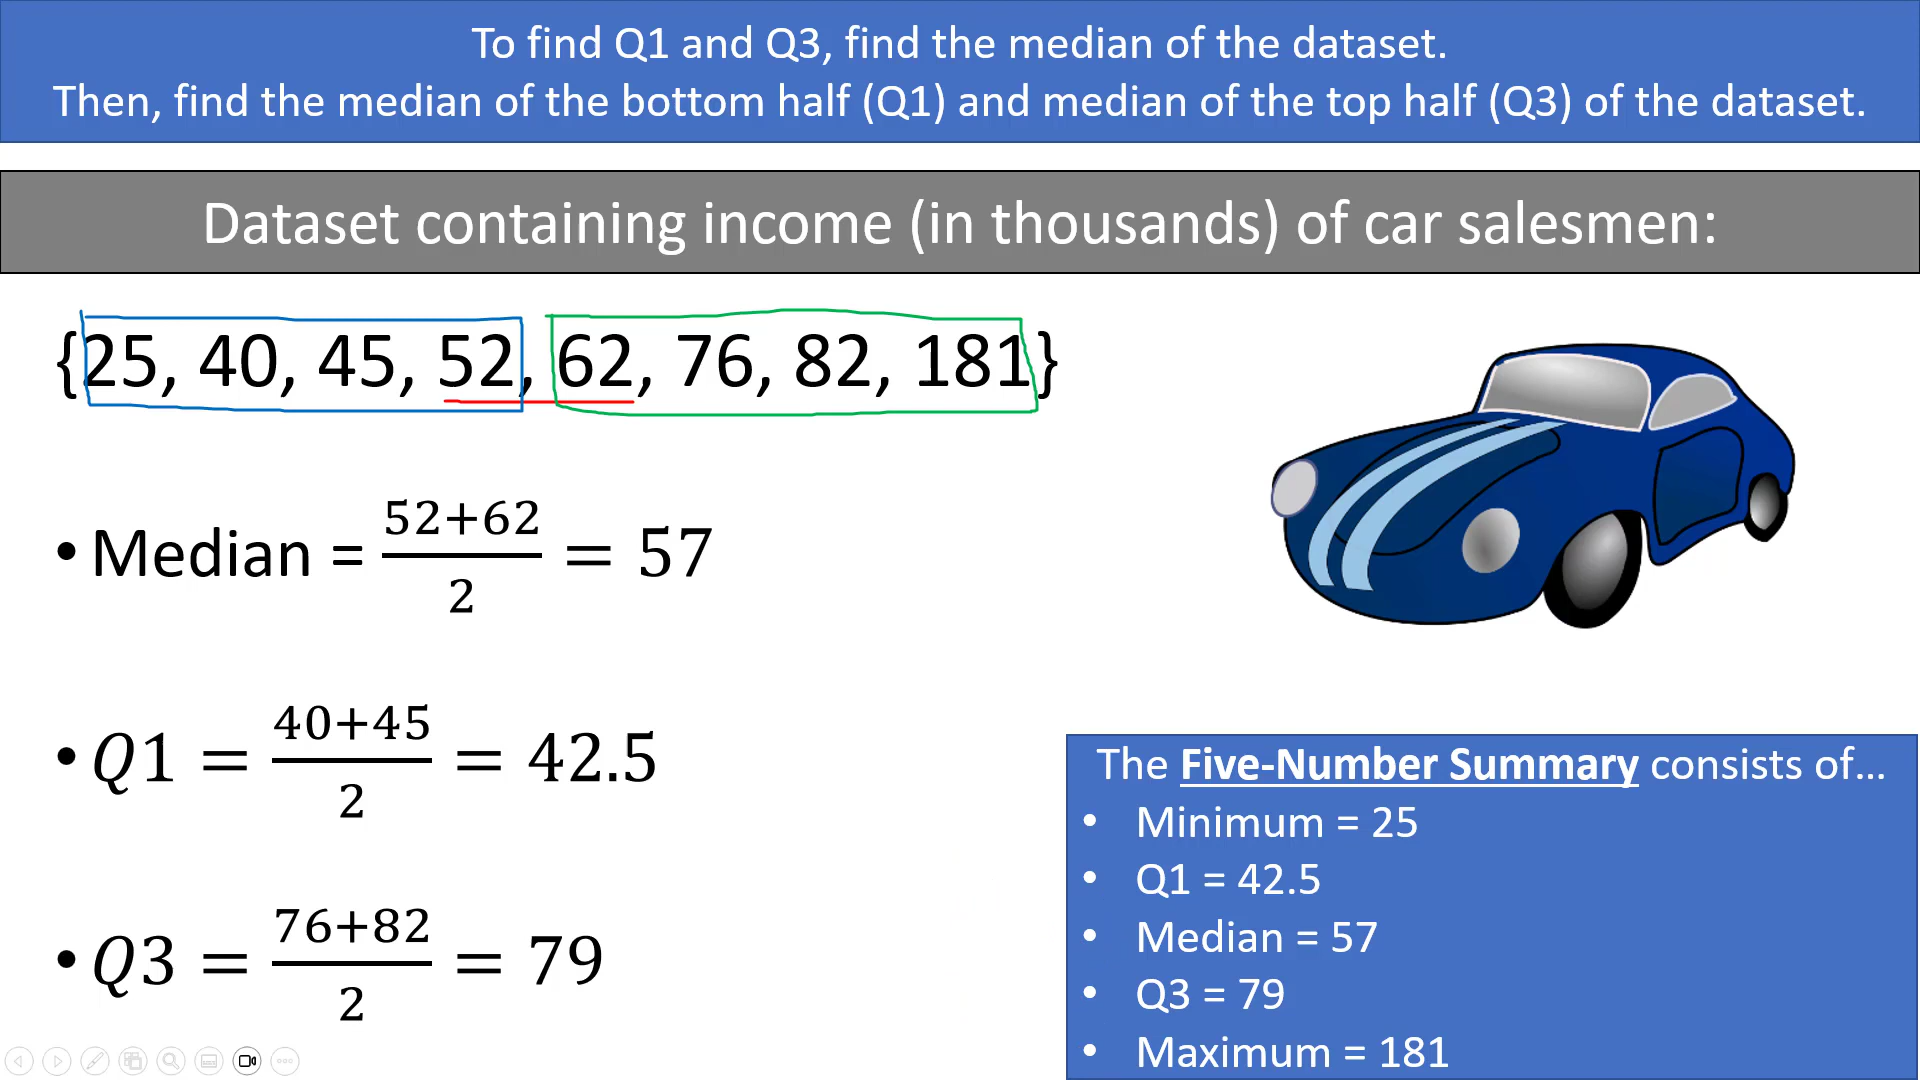 To find Q1 and Q3, find the median of the dataset.
Then, find the median of the bottom half (Q1) and median of the top half (Q3) of the dataset.
Dataset containing income (in thousands) of car salesmen:
{25, 40, 45, 52, 62, 76, 82, 181}
• Median = \frac{52+62}{2} = 57
• Q1 = \frac{40+45}{2} = 42.5
• Q3 = \frac{76+82}{2} = 79
The Five-Number Summary consists of...
• Minimum = 25
• Q1 = 42.5
• Median = 57
• Q3 = 79
• Maximum = 181